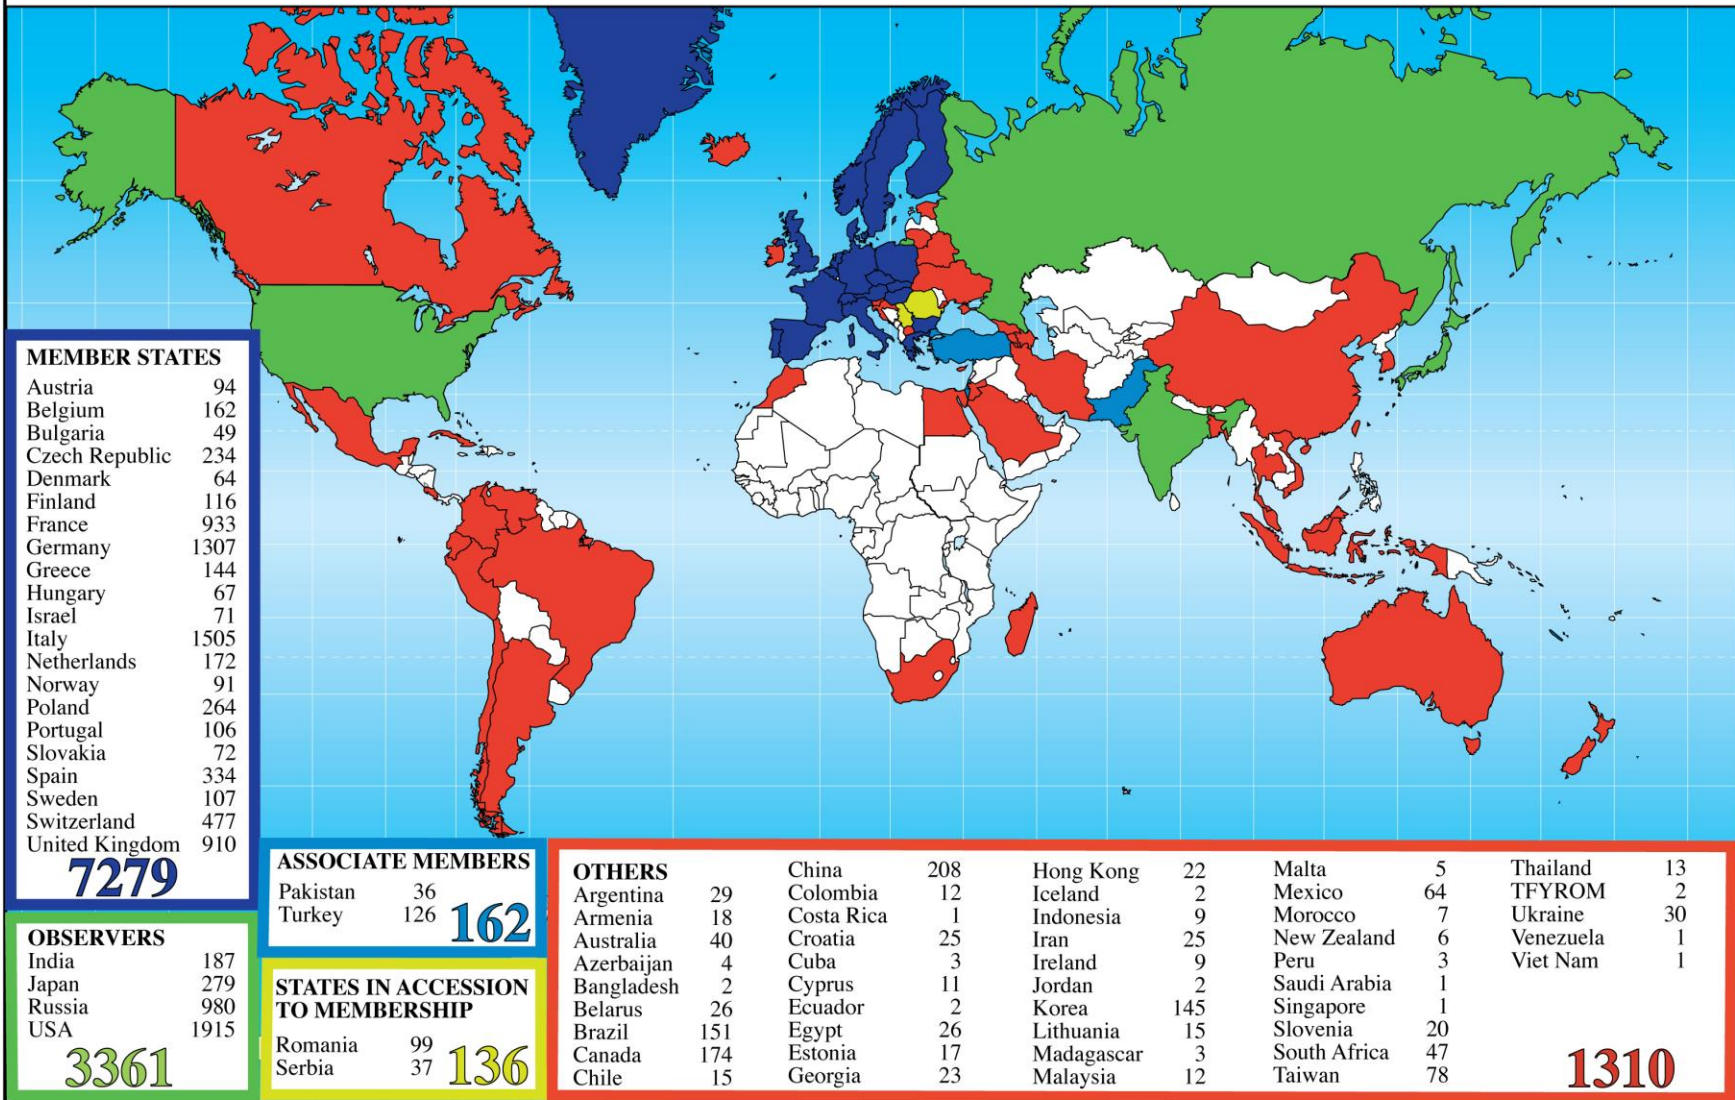 MEMBER STATES
Austria 94
Belgium 162
Bulgaria 49
Czech Republic 234
Denmark 64
Finland 116
France 933
Germany 1307
Greece 144
Hungary 67
Israel 71
Italy 1505
Netherlands 172
Norway 91
Poland 264
Portugal 106
Slovakia 72
Spain 334
Sweden 107
Switzerland 477
United Kingdom 910
7279
OBSERVERS
India 187
Japan 279
Russia 980
USA 1915
3361
ASSOCIATE MEMBERS
Pakistan 36
Turkey 126
162
STATES IN ACCESSION
TO MEMBERSHIP
Romania 99
Serbia 37
136
OTHERS
Argentina 29
Armenia 18
Australia 40
Azerbaijan 4
Bangladesh 2
Belarus 26
Brazil 151
Canada 174
Chile 15
China 208
Colombia 12
Costa Rica 1
Croatia 25
Cuba 3
Cyprus 11
Ecuador 2
Egypt 26
Estonia 17
Georgia 23
Hong Kong 22
Iceland 2
Indonesia 9
Iran 25
Ireland 9
Jordan 2
Korea 145
Lithuania 15
Madagascar 3
Malaysia 12
Malta 5
Mexico 64
Morocco 7
New Zealand 6
Peru 3
Saudi Arabia 1
Singapore 1
Slovenia 20
South Africa 47
Taiwan 78
Thailand 13
TFYROM 2
Ukraine 30
Venezuela 1
Viet Nam 1
1310